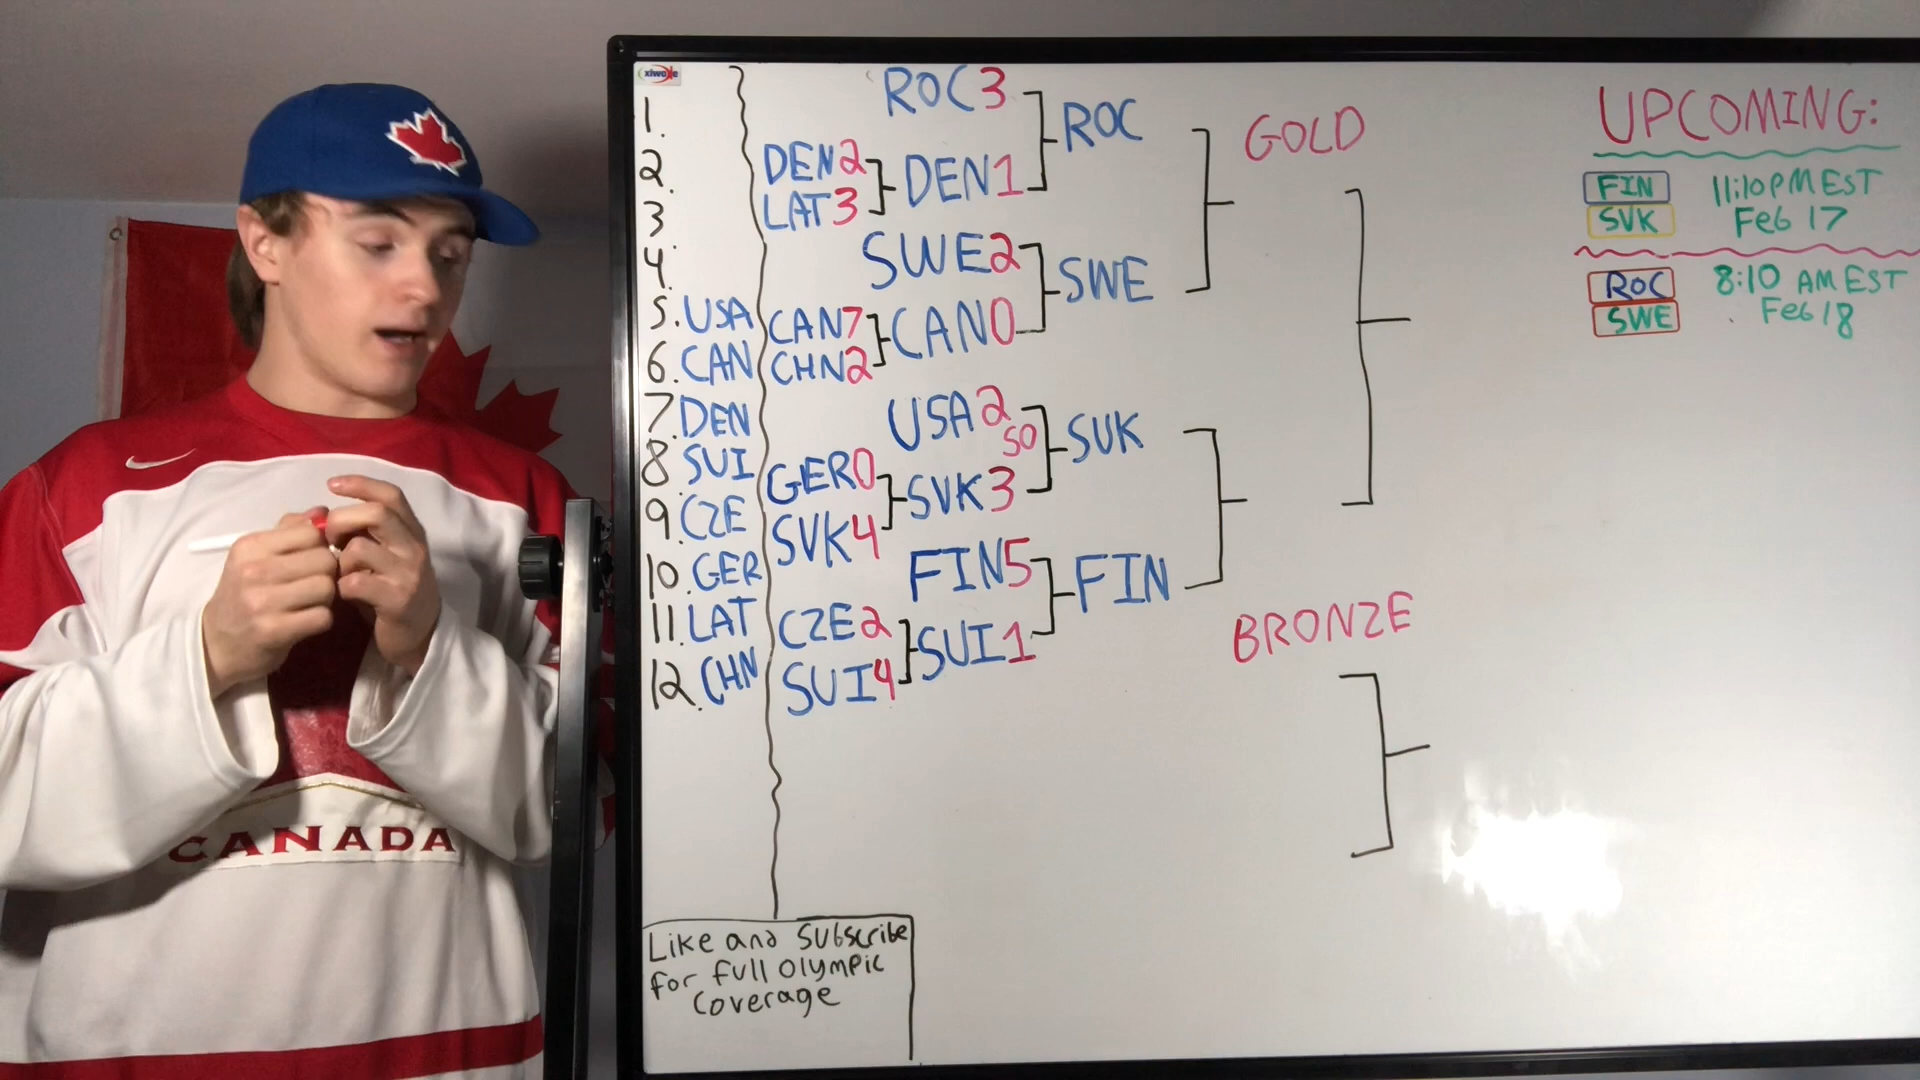 xiwode
1.
2.
3
4.
5. USA
6. CAN
7. DEN
8. SUI
9. CZE
10. GER
11. LAT
12. CHN
DEN 2
LAT 3
CAN 7
CHN 2
GER 0
SVK 4
CZE 2
SUI 4
ROC 3
DEN 1
SWE 2
CAN 0
USA 2
SO
SVK 3
FIN 5
SUI 1
ROC
SWE
SVK
FIN
GOLD
BRONZE
UPCOMING:
FIN 11:10 PM EST
SVK Feb 17
ROC 8:10 AM EST
SWE Feb 18
Like and Subscribe
for full Olympic
Coverage
CANADA